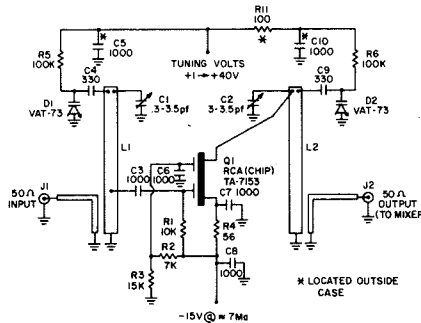 R11
100
*
C5
1000
*
C10
1000
*
R5
100K
TUNING VOLTS
+1 → +40V
R6
100K
C4
330
C9
330
C1
.3-3.5pf
C2
.3-3.5pf
D1
VAT-73
D2
VAT-73
Q1
RCA (CHIP)
TA-7153
L1
L2
C3
1000
C6
1000
C7 1000
50Ω
INPUT
J1
J2
50Ω
OUTPUT
(TO MIXER)
R1
10K
R4
56
R2
7K
C8
1000
R3
15K
* LOCATED OUTSIDE
CASE
-15V@ ≈ 7Ma